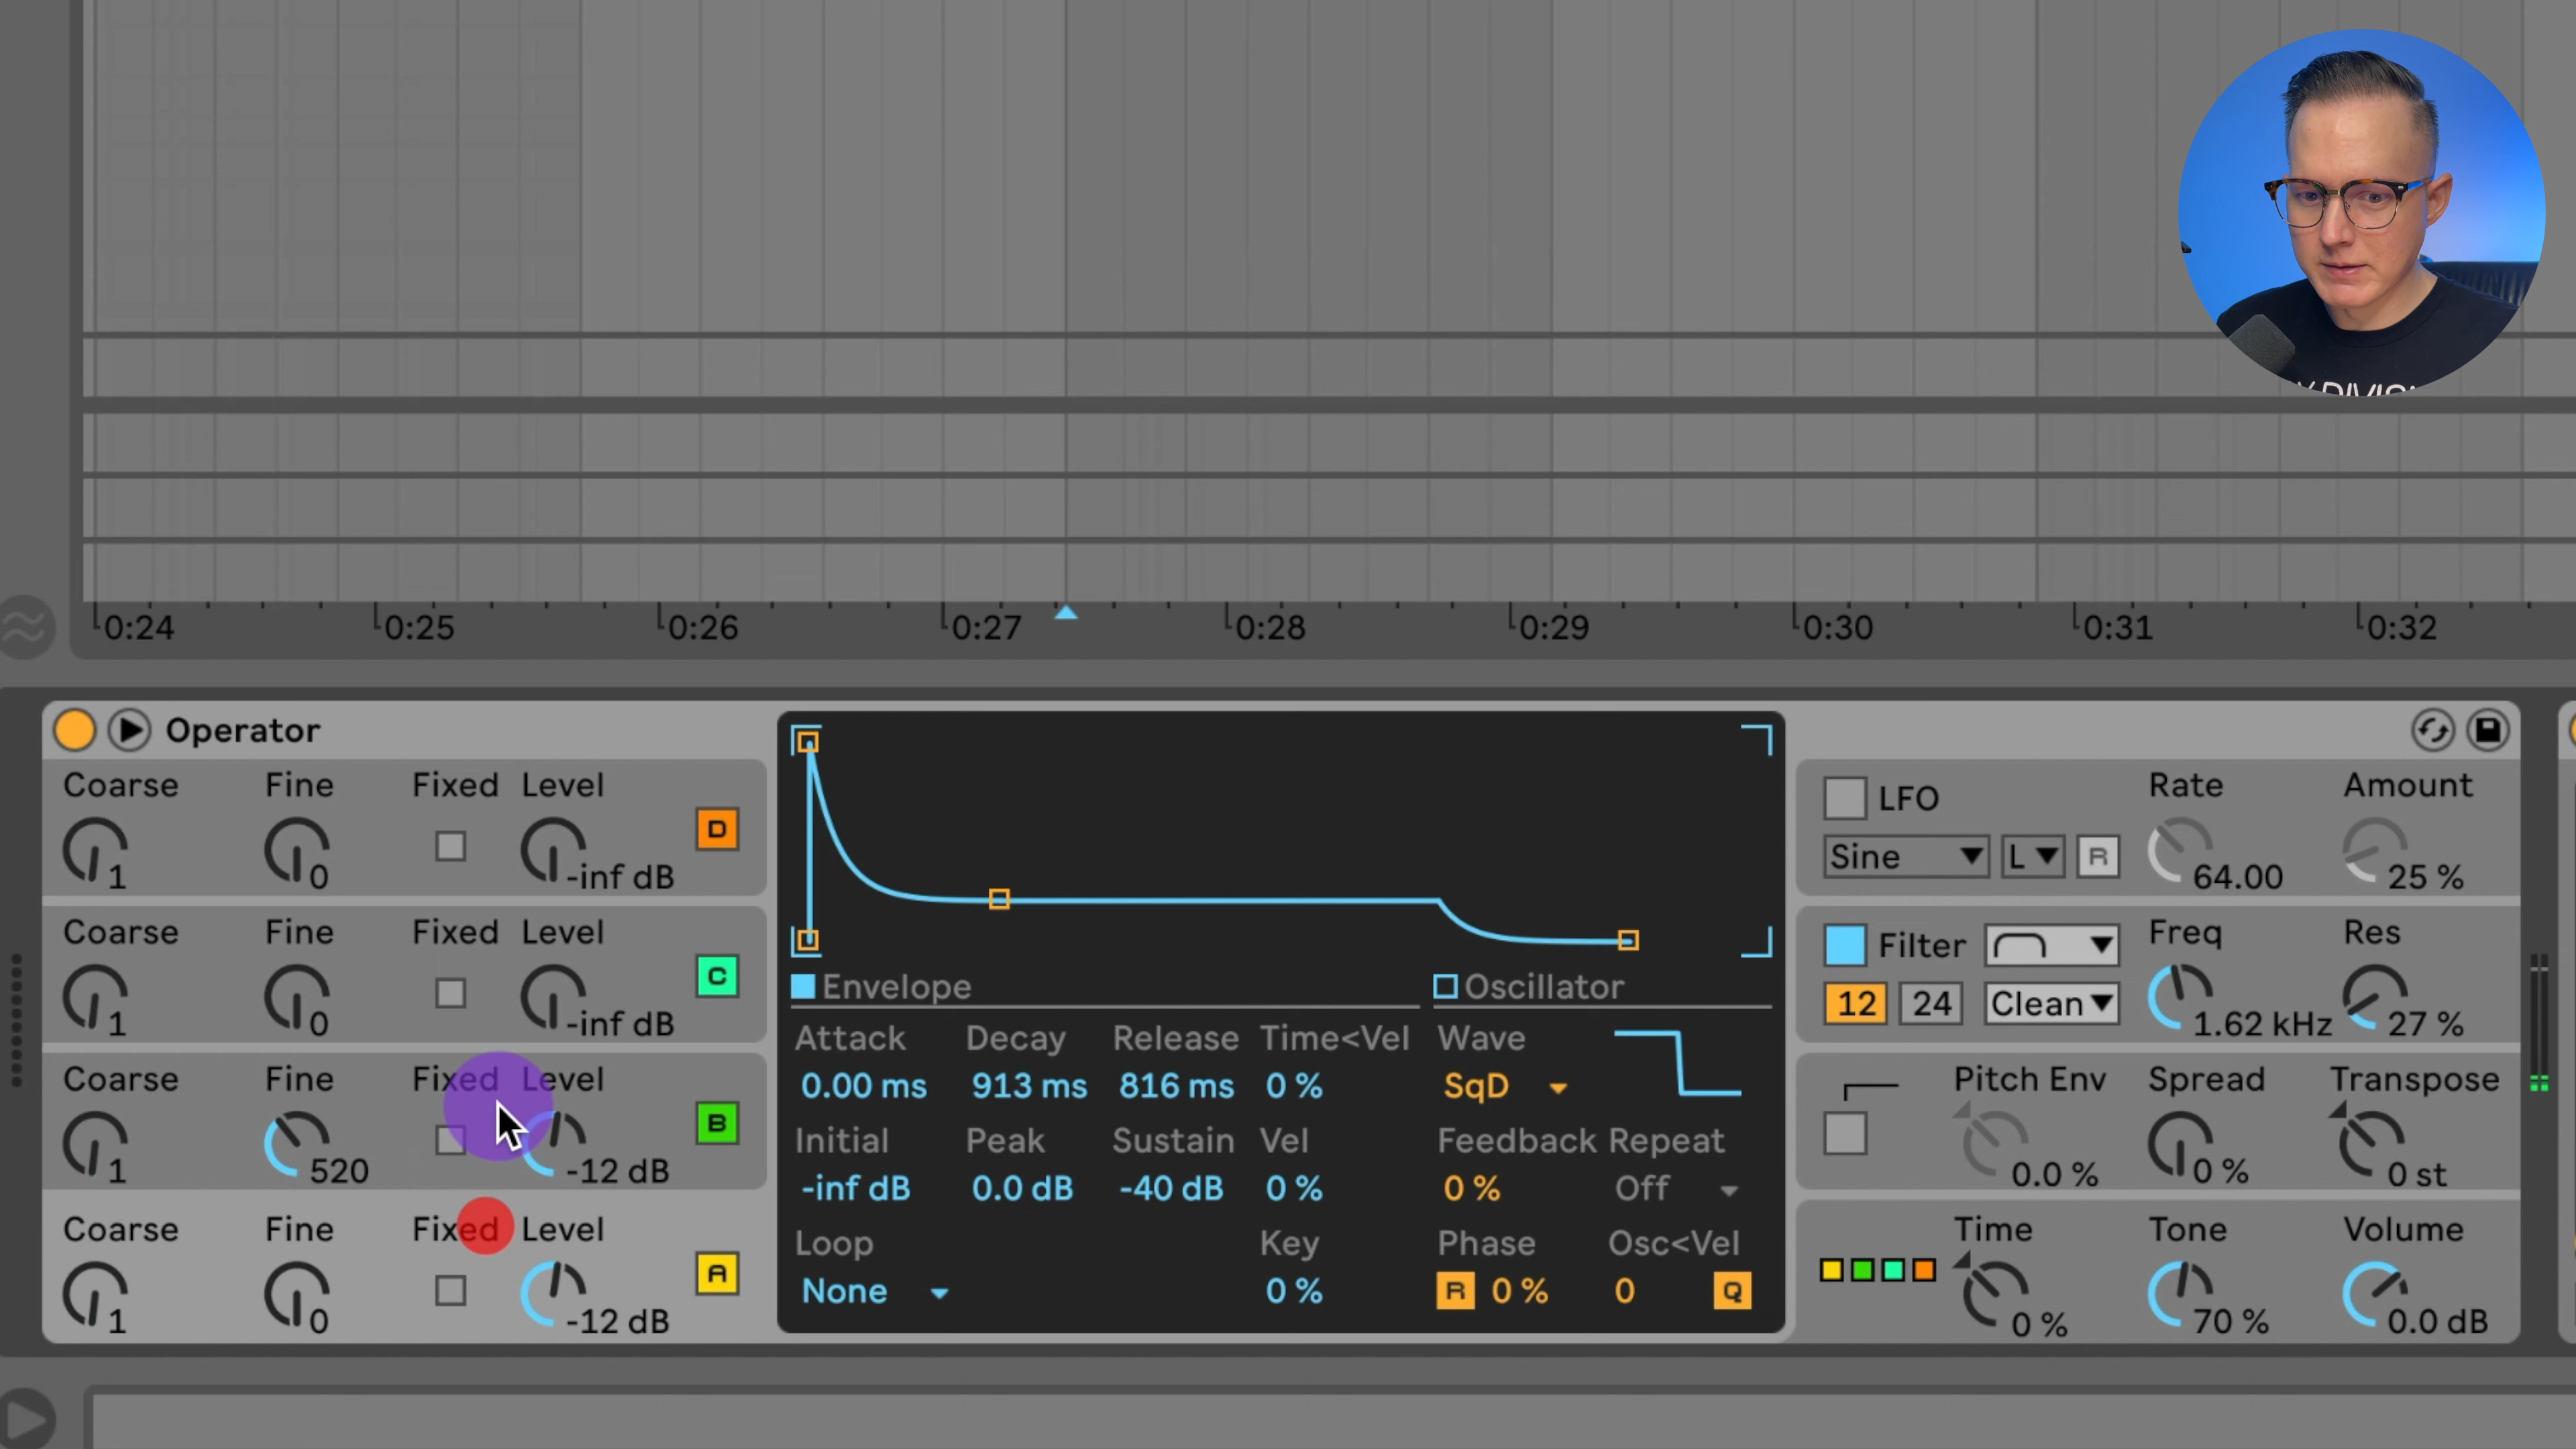 Y DIVISI
0:24 0:25 0:26 0:27 0:28 0:29 0:30 0:31 0:32
Operator
Coarse Fine Fixed Level
1 0 -inf dB D
Coarse Fine Fixed Level
1 0 -inf dB C
Coarse Fine Fixed Level
1 520 -12 dB B
Coarse Fine Fixed Level
1 0 -12 dB A
Envelope Oscillator
Attack Decay Release Time<Vel Wave
0.00 ms 913 ms 816 ms 0 % SqD
Initial Peak Sustain Vel Feedback Repeat
-inf dB 0.0 dB -40 dB 0 % 0 % Off
Loop Key Phase Osc<Vel
None 0 % R 0 % 0 Q
LFO Rate Amount
Sine L R 64.00 25 %
Filter Freq Res
12 24 Clean 1.62 kHz 27 %
Pitch Env Spread Transpose
0.0 % 0 % 0 st
Time Tone Volume
0 % 70 % 0.0 dB